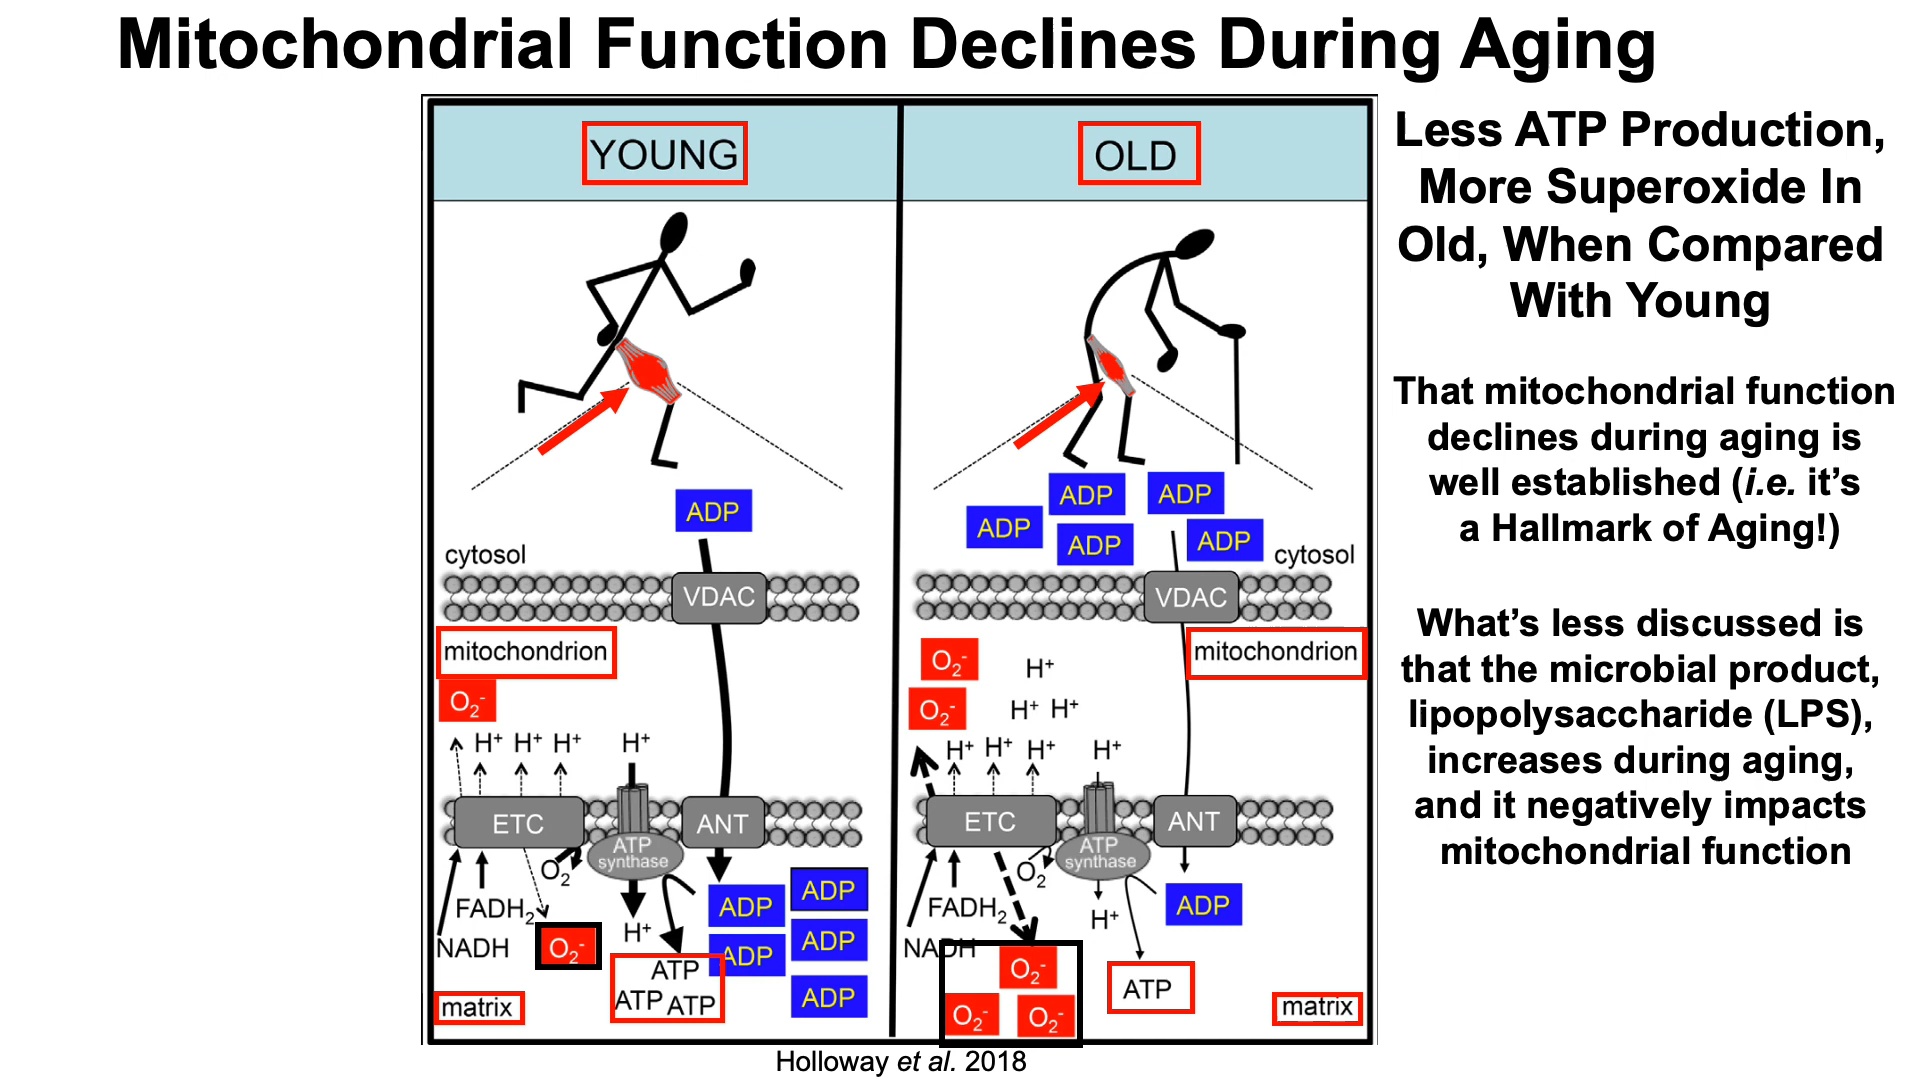 Mitochondrial Function Declines During Aging
YOUNG
ADP
cytosol
VDAC
mitochondrion
O2-
H+ H+ H+ H+
ETC
ATP synthase
ANT
O2
FADH2
NADH
O2-
H+
ADP ADP
ADP ADP
ADP
ATP
ATP ATP
matrix
OLD
ADP ADP
ADP ADP ADP
cytosol
VDAC
mitochondrion
O2-
O2-
H+
H+ H+
H+ H+ H+ H+
ETC
ATP synthase
ANT
O2
FADH2
NADH
H+
ADP
O2-
O2- O2-
ATP
matrix
Holloway et al. 2018
Less ATP Production,
More Superoxide In
Old, When Compared
With Young
That mitochondrial function
declines during aging is
well established (i.e. it’s
a Hallmark of Aging!)
What’s less discussed is
that the microbial product,
lipopolysaccharide (LPS),
increases during aging,
and it negatively impacts
mitochondrial function